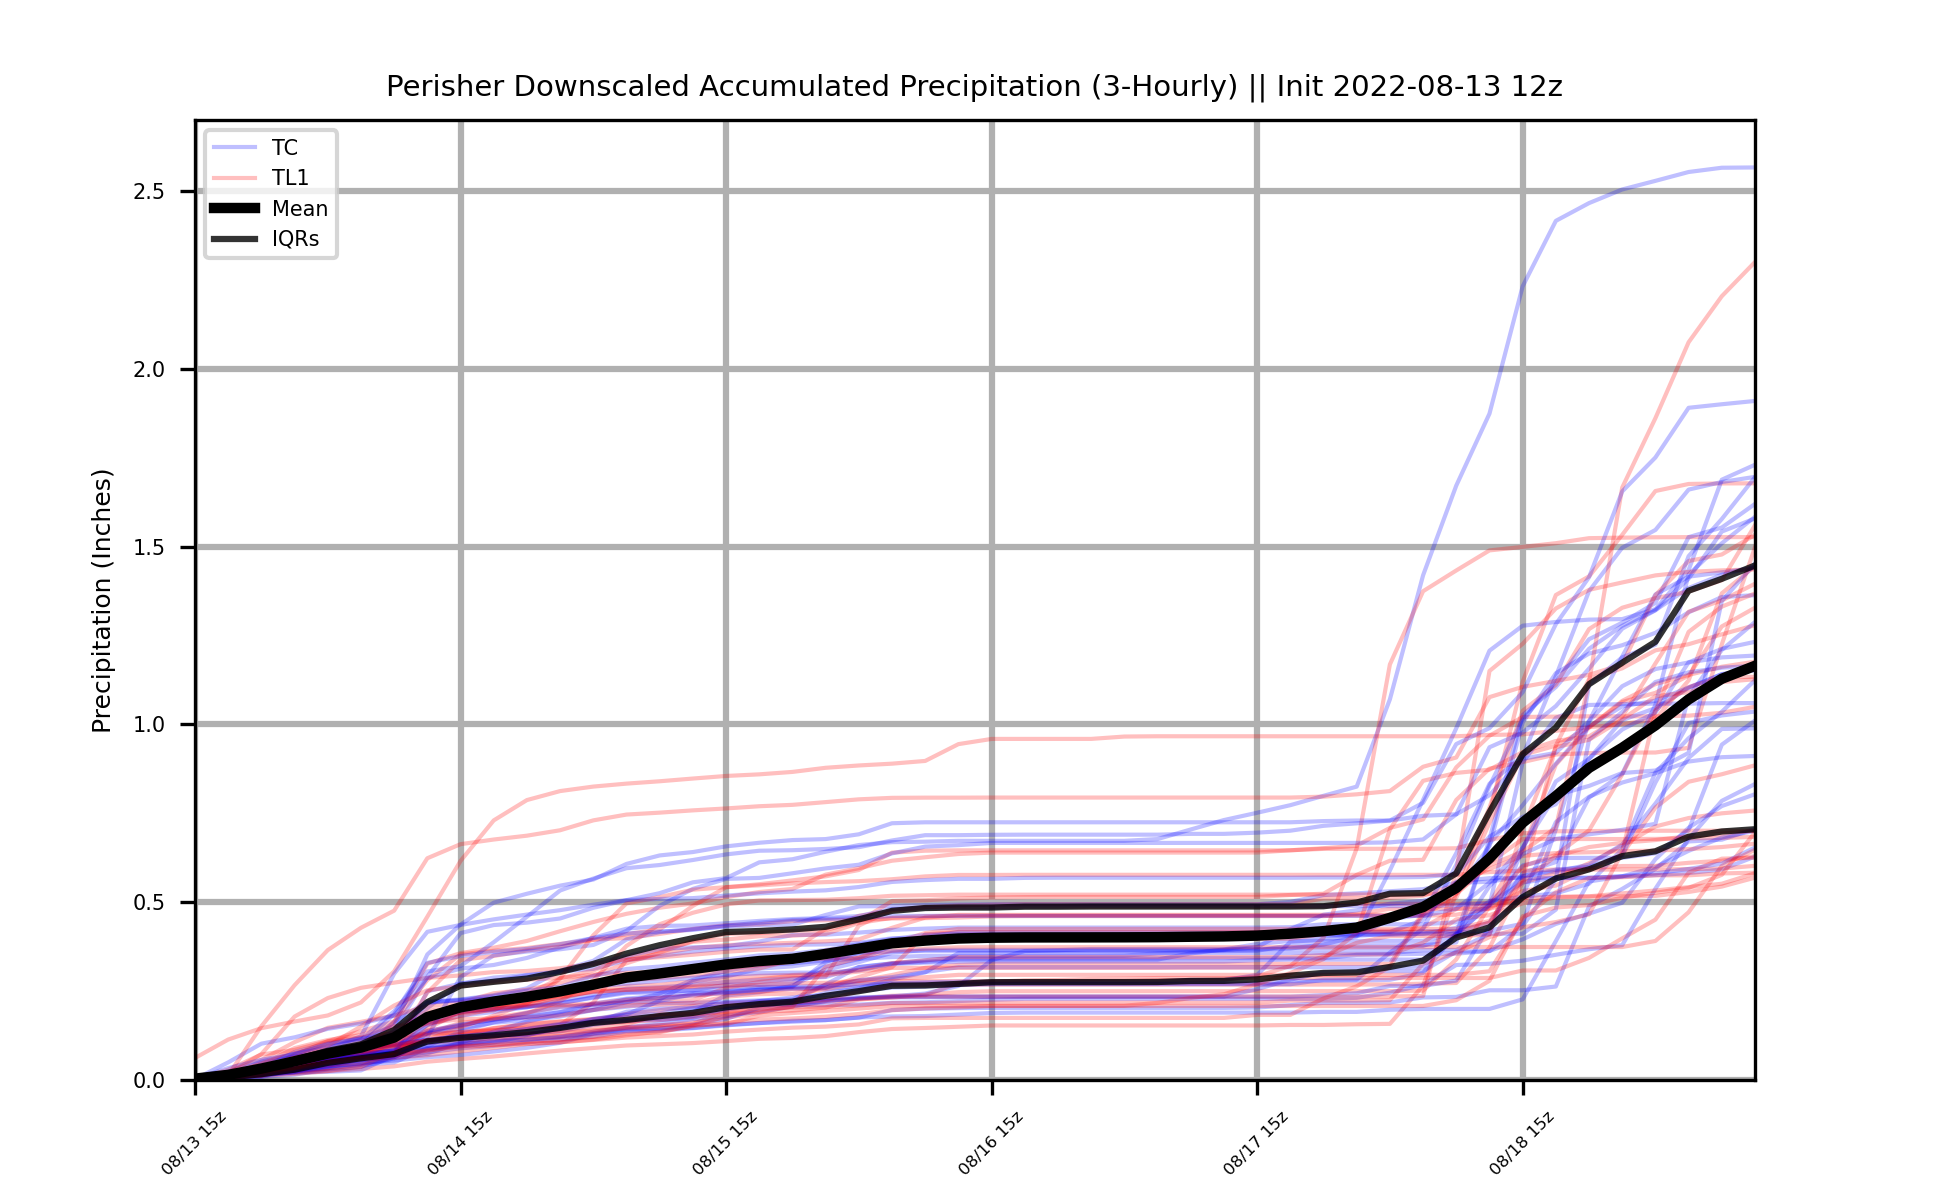 Perisher Downscaled Accumulated Precipitation (3-Hourly) || Init 2022-08-13 12z
TC
TL1
Mean
IQRs
Precipitation (Inches)
2.5
2.0
1.5
1.0
0.5
0.0
08/13 15z
08/14 15z
08/15 15z
08/16 15z
08/17 15z
08/18 15z